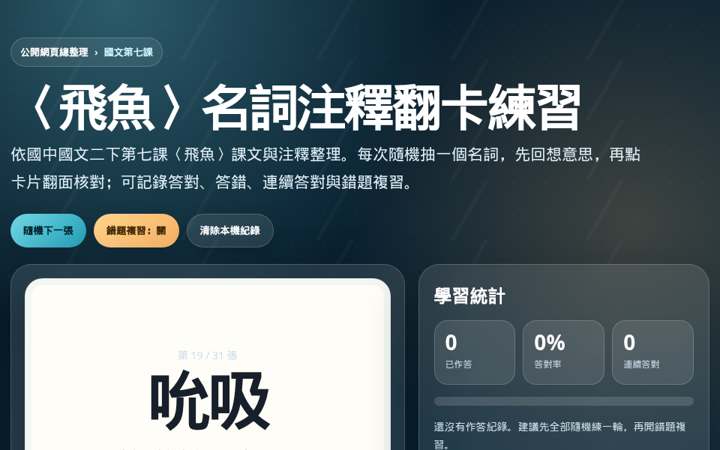 公開網頁線整理 › 國文第七課
〈飛魚〉名詞注釋翻卡練習
依國中國文二下第七課〈飛魚〉課文與注釋整理。每次隨機抽一個名詞，先回想意思，再點
卡片翻面核對；可記錄答對、答錯、連續答對與錯題複習。
隨機下一張
錯題複習：關
清除本機紀錄
第 19 / 31 張
吮吸
學習統計
0
已作答
0%
答對率
0
連續答對
還沒有作答紀錄。建議先全部隨機練一輪，再開錯題複
習。